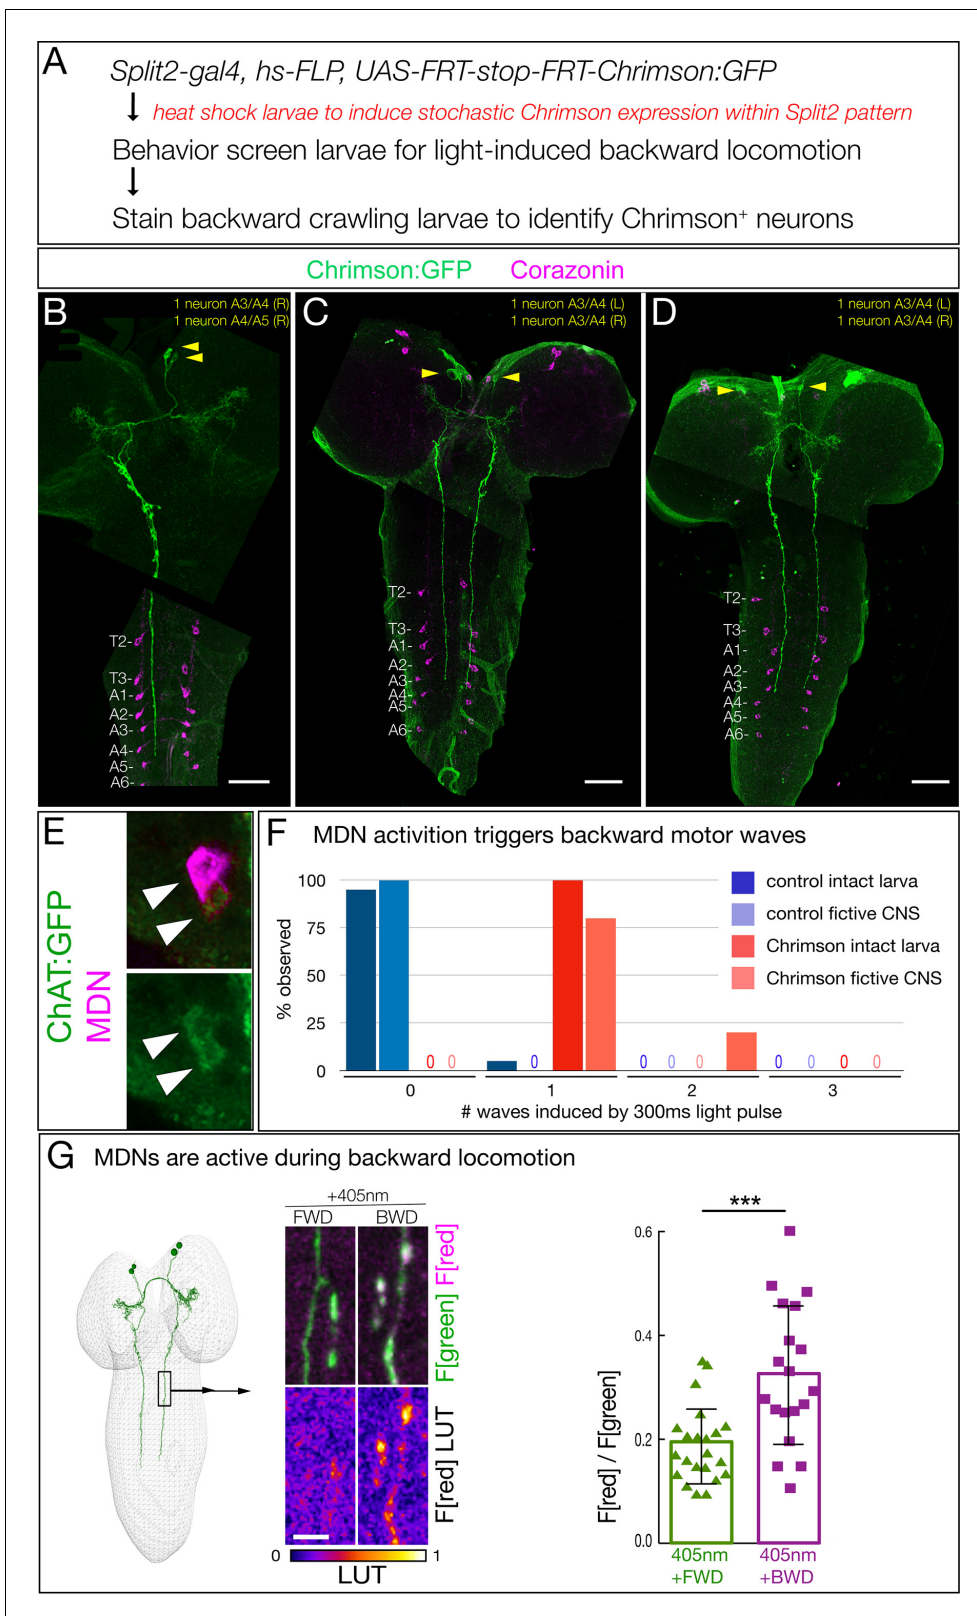 A
Split2-gal4, hs-FLP, UAS-FRT-stop-FRT-Chrimson:GFP
heat shock larvae to induce stochastic Chrimson expression within Split2 pattern
Behavior screen larvae for light-induced backward locomotion
Stain backward crawling larvae to identify Chrimson+ neurons
Chrimson:GFP Corazonin
B
1 neuron A3/A4 (R)
1 neuron A4/A5 (R)
T2-
T3-
A1-
A2-
A3-
A4-
A5-
A6-
C
1 neuron A3/A4 (L)
1 neuron A3/A4 (R)
T2-
T3-
A1-
A2-
A3-
A4-
A5-
A6-
D
1 neuron A3/A4 (L)
1 neuron A3/A4 (R)
T2-
T3-
A1-
A2-
A3-
A4-
A5-
A6-
E
ChAT:GFP
MDN
F MDN activition triggers backward motor waves
% observed
100
75
50
25
0
control intact larva
control fictive CNS
Chrimson intact larva
Chrimson fictive CNS
0 0 0 0 0 0 0 0 0 0
0 1 2 3
# waves induced by 300ms light pulse
G MDNs are active during backward locomotion
+405nm
FWD BWD
F[green] F[red]
F[red] LUT
0 1
LUT
***
F[red] / F[green]
0.6
0.4
0.2
0.0
405nm 405nm
+FWD +BWD